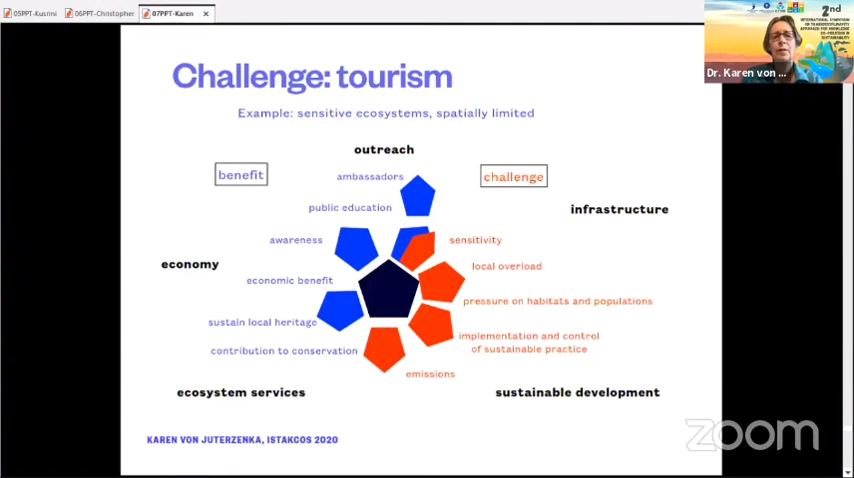 05PPT-Kusrini
06PPT-Christopher
07PPT-Karen
2nd
INTERNATIONAL SYMPOSIUM
ON TRANSDISCIPLINARITY
APPROACH FOR KNOWLEDGE
CO-CREATION IN
SUSTAINABILITY
Dr. Karen von ...
Challenge: tourism
Example: sensitive ecosystems, spatially limited
outreach
benefit
ambassadors
challenge
public education
infrastructure
awareness
sensitivity
economy
local overload
economic benefit
pressure on habitats and populations
sustain local heritage
implementation and control
of sustainable practice
contribution to conservation
emissions
ecosystem services
sustainable development
KAREN VON JUTERZENKA, ISTAKCOS 2020
zoom